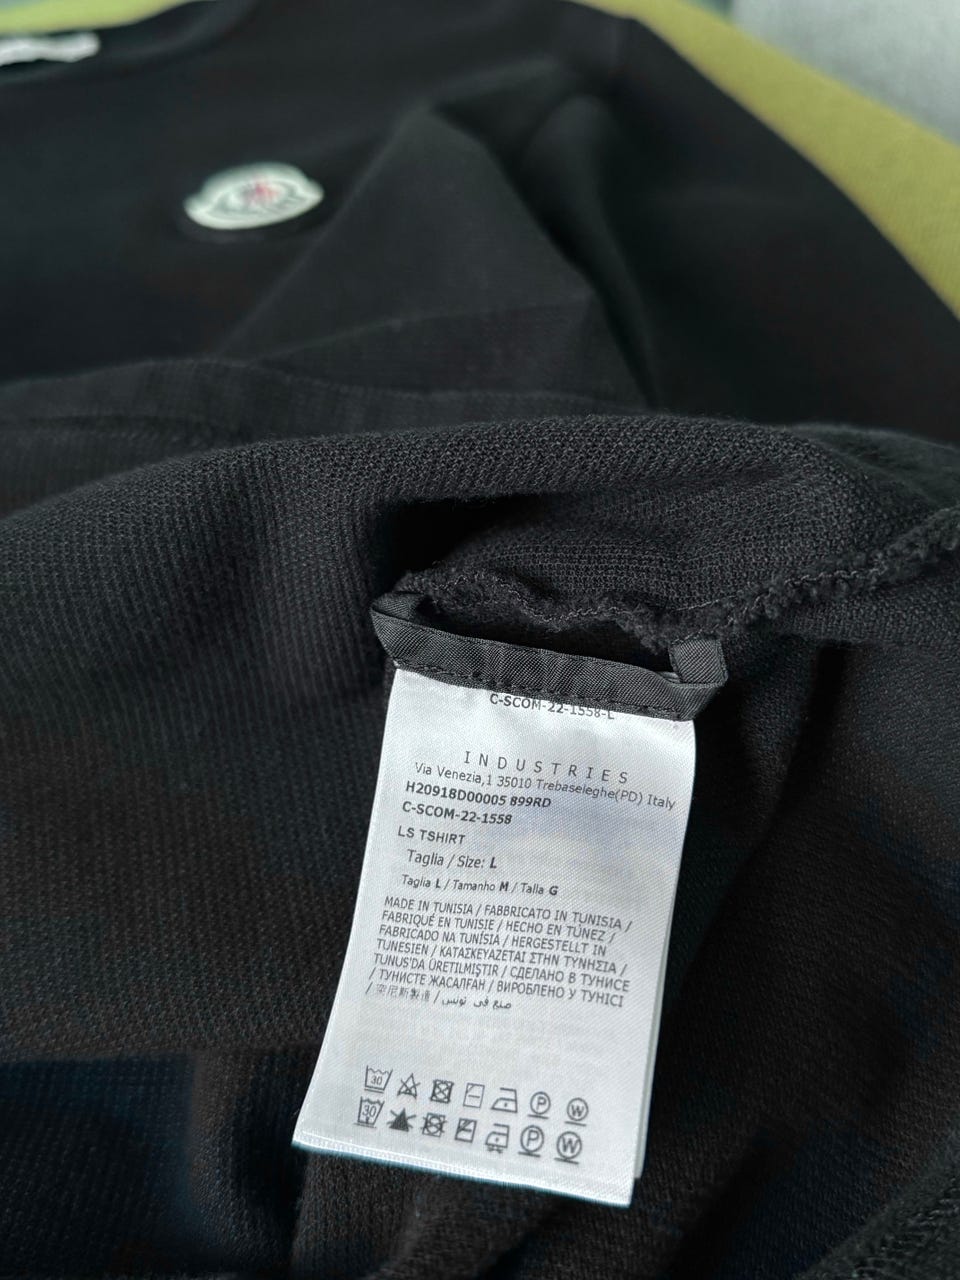 C-SCOM-22-1558-L
INDUSTRIES
Via Venezia,1 35010 Trebaseleghe(PD) Italy
H20918D00005 899RD
C-SCOM-22-1558
LS TSHIRT
Taglia / Size: L
Taglia L / Tamanho M / Talla G
MADE IN TUNISIA / FABBRICATO IN TUNISIA /
FABRIQUÉ EN TUNISIE / HECHO EN TÚNEZ /
FABRICADO NA TUNÍSIA / HERGESTELLT IN
TUNESIEN / ΚΑΤΑΣΚΕΥΑΖΕΤΑΙ ΣΤΗΝ ΤΥΝΗΣΙΑ /
TUNUS'DA ÜRETILMIŞTIR / СДЕЛАНО В ТУНИСЕ
/ ТУНИСТЕ ЖАСАЛҒАН / ВИРОБЛЕНО У ТУНІСІ
/ 突尼斯製造 / صنع في تونس
30 P W
30 P W